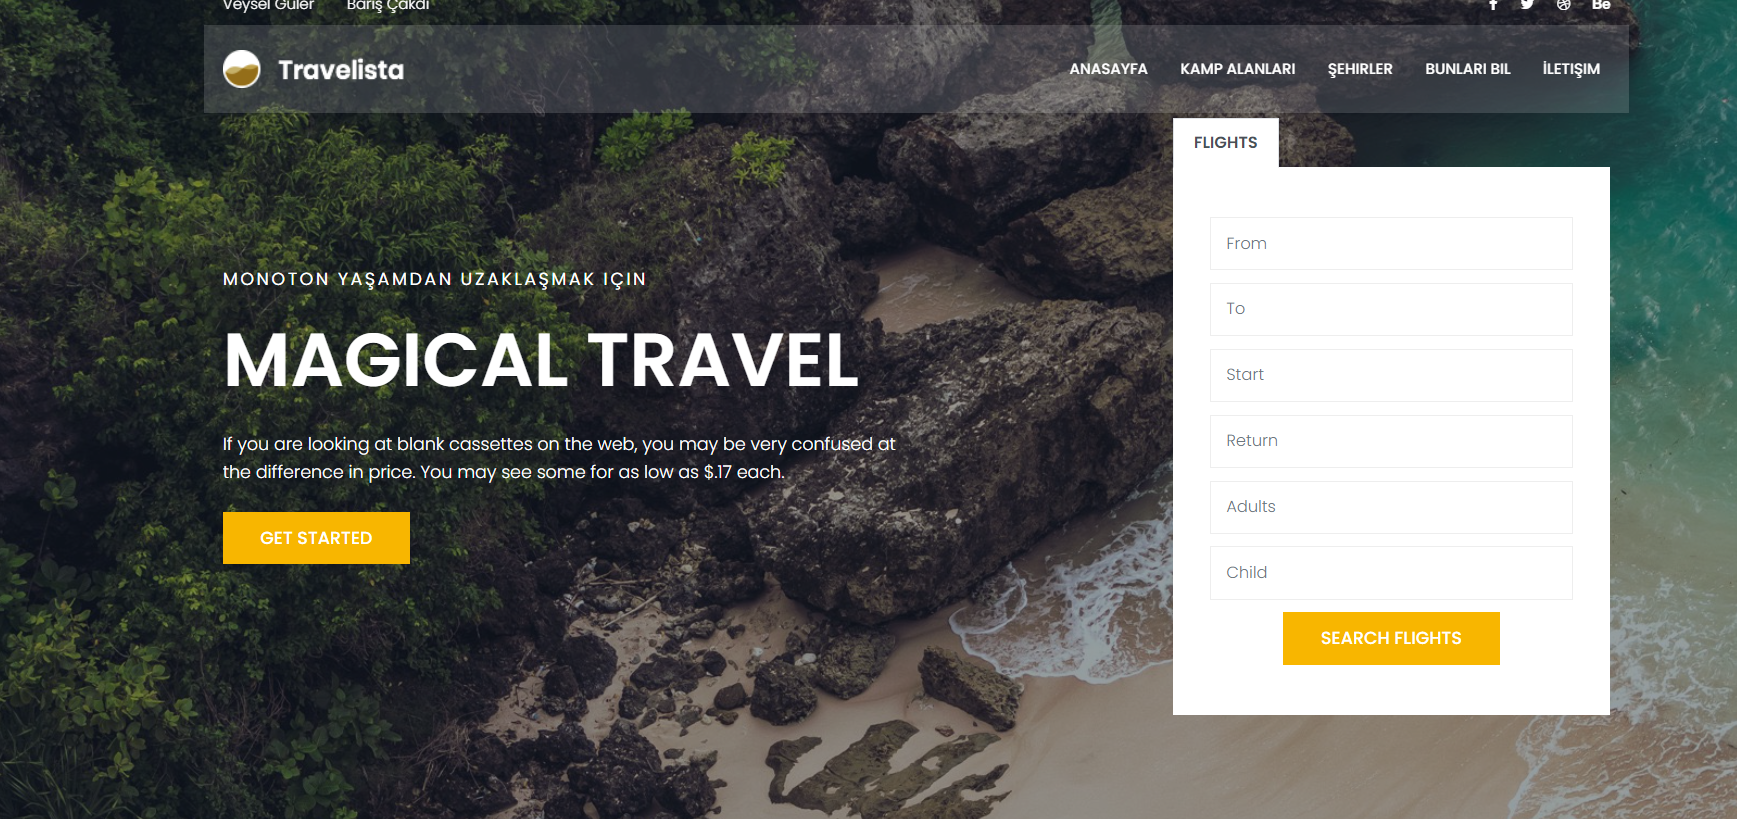 Veysel Güler Barış Çakdı
Be
Travelista
ANASAYFA KAMP ALANLARI ŞEHIRLER BUNLARI BIL İLETIŞIM
FLIGHTS
MONOTON YAŞAMDAN UZAKLAŞMAK IÇIN
MAGICAL TRAVEL
If you are looking at blank cassettes on the web, you may be very confused at
the difference in price. You may see some for as low as $.17 each.
GET STARTED
From
To
Start
Return
Adults
Child
SEARCH FLIGHTS